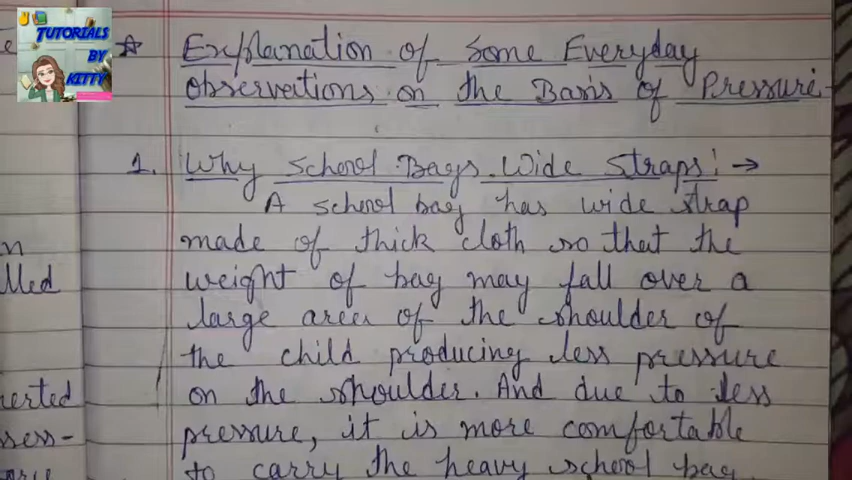 TUTORIALS
BY
KITTY
☆ Explanation of Some Everyday
Observations on the Basis of Pressure-
1. Why School Bags Wide Straps: →
A school bag has wide strap
made of thick cloth so that the
weight of bag may fall over a
large area of the shoulder of
the child producing less pressure
on the shoulder. And due to less
pressure, it is more comfortable
to carry the heavy school bag.
n
lled
erted
ssess-